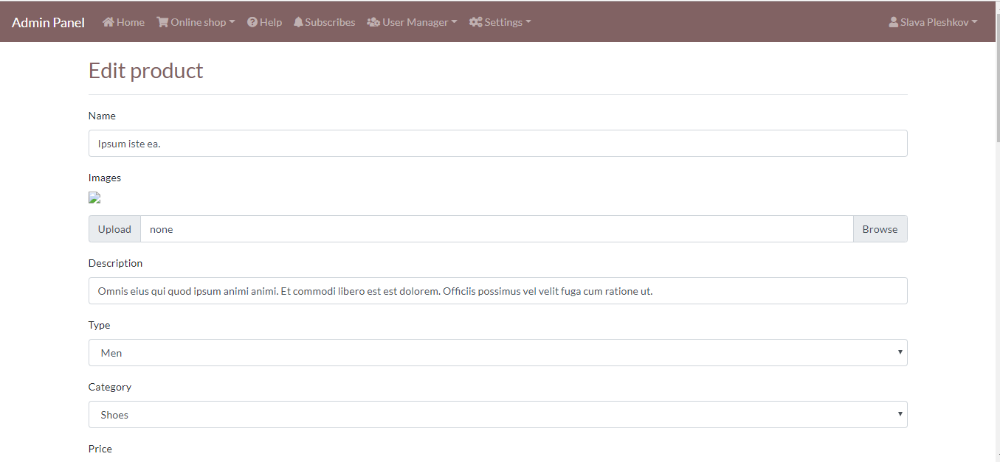 Admin Panel Home Online shop Help Subscribes User Manager Settings Slava Pleshkov
Edit product
Name
Ipsum iste ea.
Images
Upload none Browse
Description
Omnis eius qui quod ipsum animi animi. Et commodi libero est est dolorem. Officiis possimus vel velit fuga cum ratione ut.
Type
Men
Category
Shoes
Price